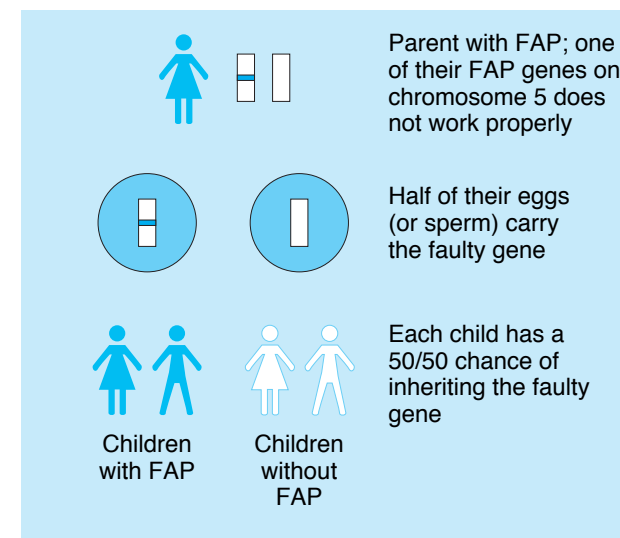 Parent with FAP; one
of their FAP genes on
chromosome 5 does
not work properly
Half of their eggs
(or sperm) carry
the faulty gene
Each child has a
50/50 chance of
inheriting the faulty
gene
Children
with FAP
Children
without
FAP